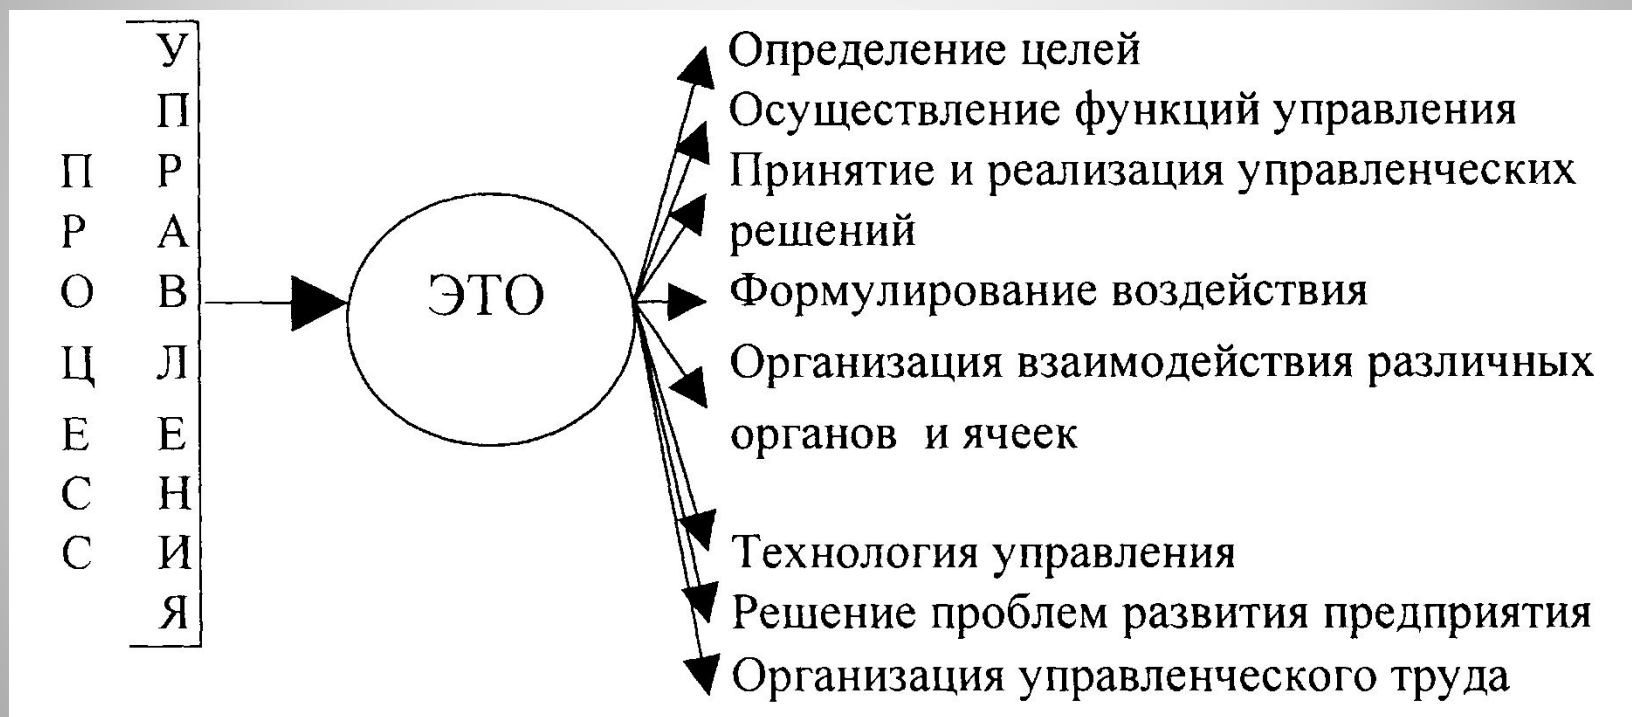 ПРОЦЕСС
УПРАВЛЕНИЯ
ЭТО
Определение целей
Осуществление функций управления
Принятие и реализация управленческих
решений
Формулирование воздействия
Организация взаимодействия различных
органов и ячеек
Технология управления
Решение проблем развития предприятия
Организация управленческого труда